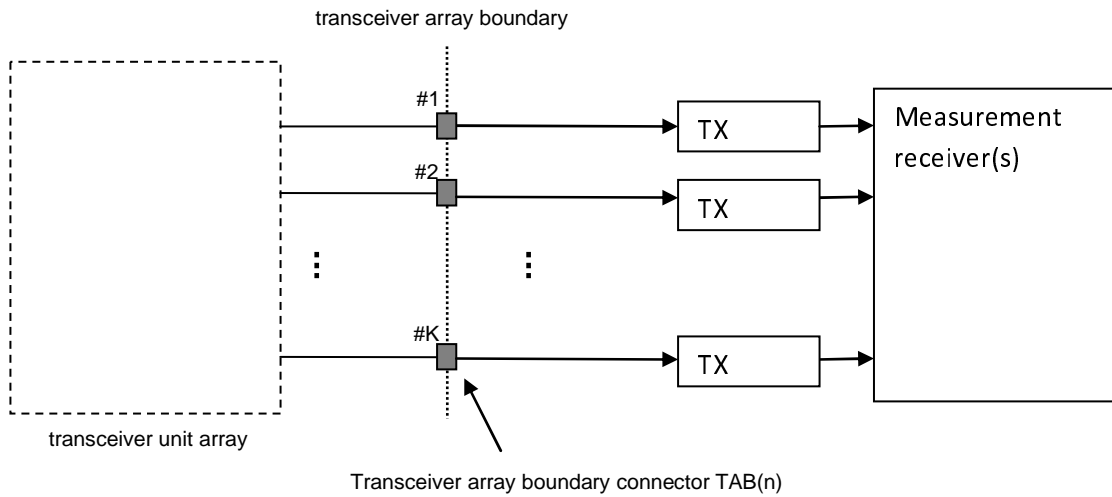 transceiver array boundary
#1
TX
Measurement
receiver(s)
#2
TX
#K
TX
transceiver unit array
Transceiver array boundary connector TAB(n)